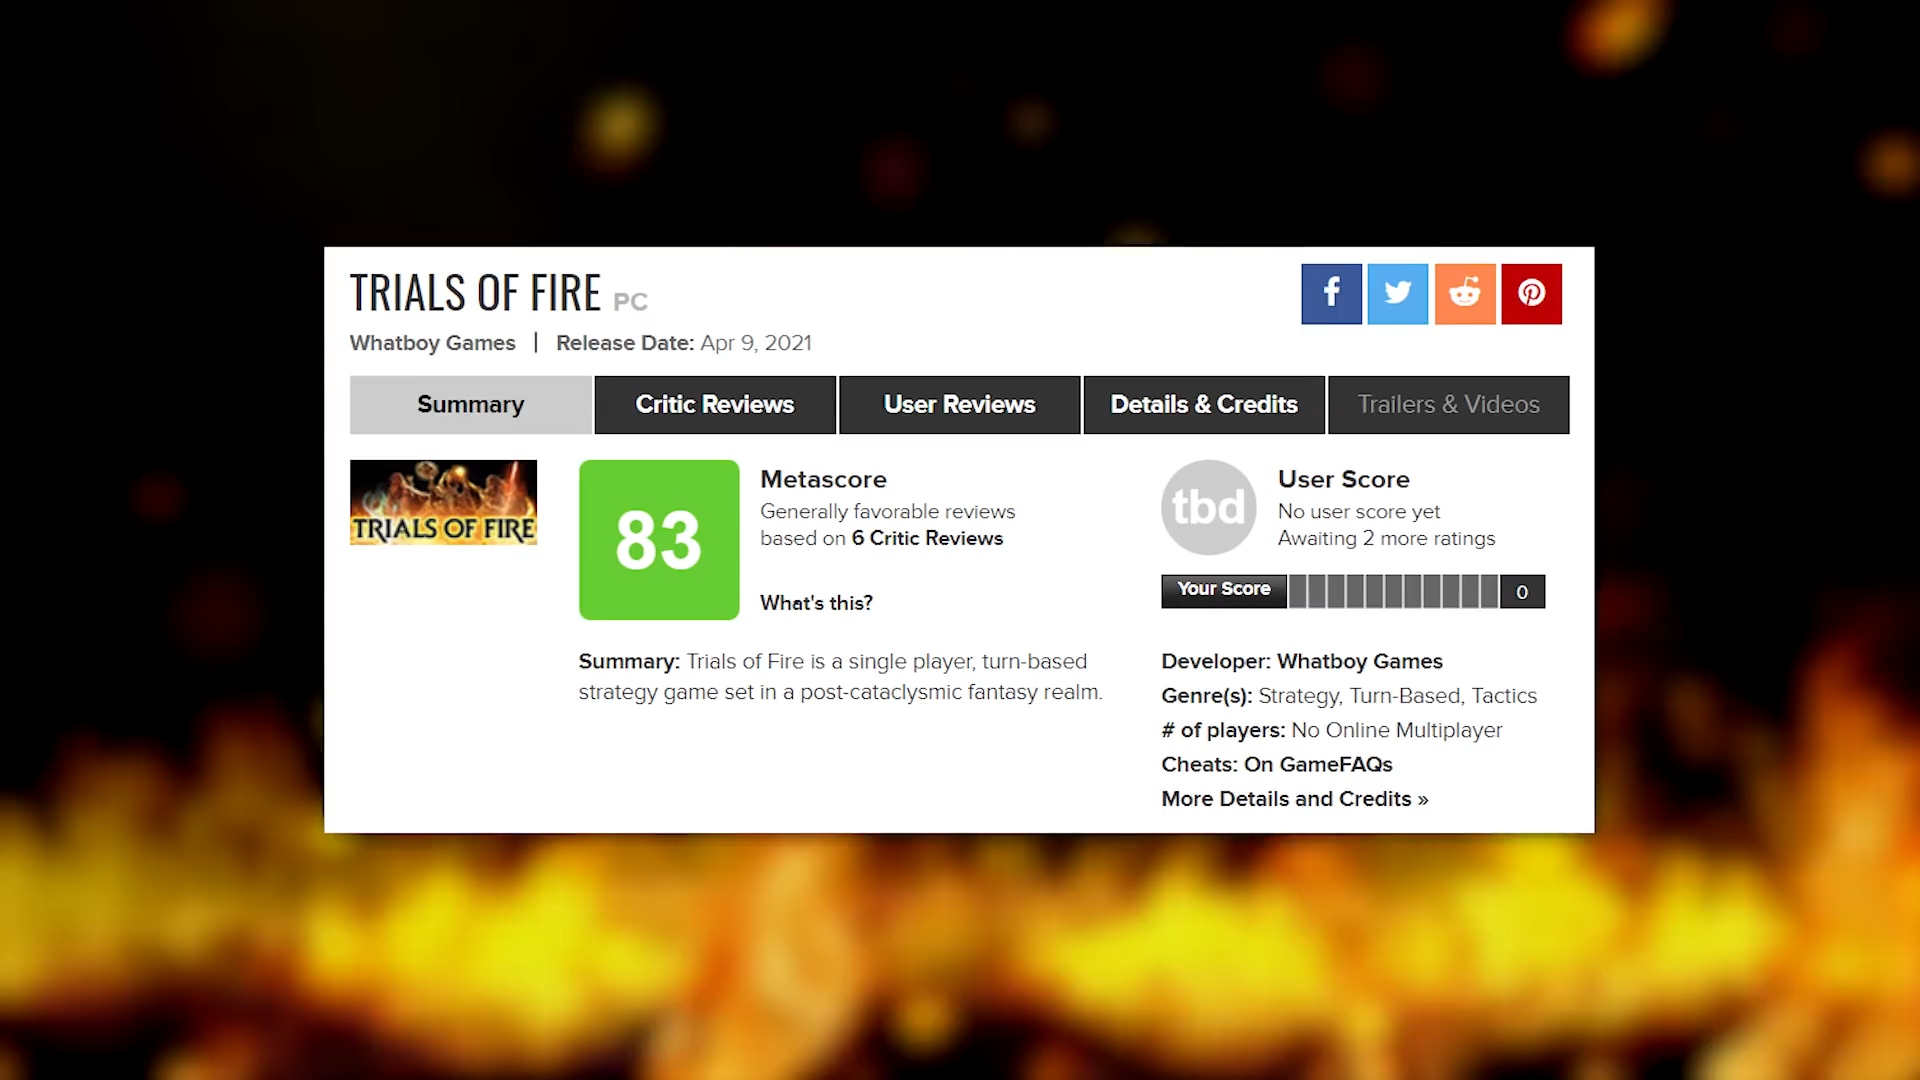 TRIALS OF FIRE PC
Whatboy Games | Release Date: Apr 9, 2021
Summary
Critic Reviews
User Reviews
Details & Credits
Trailers & Videos
TRIALS OF FIRE
83
Metascore
Generally favorable reviews
based on 6 Critic Reviews
What's this?
Summary: Trials of Fire is a single player, turn-based
strategy game set in a post-cataclysmic fantasy realm.
tbd
User Score
No user score yet
Awaiting 2 more ratings
Your Score
0
Developer: Whatboy Games
Genre(s): Strategy, Turn-Based, Tactics
# of players: No Online Multiplayer
Cheats: On GameFAQs
More Details and Credits »